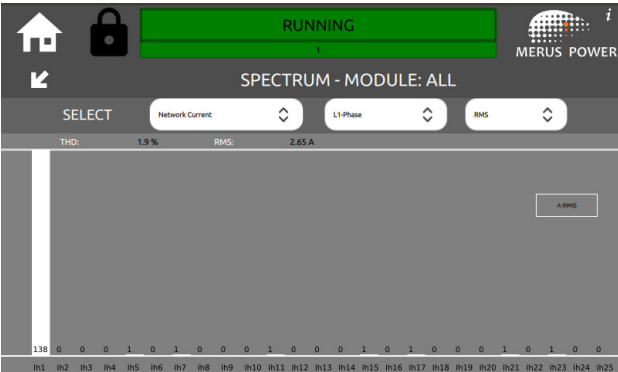 RUNNING
1
i
MERUS POWER
SPECTRUM - MODULE: ALL
SELECT Network Current L1-Phase RMS
THD: 1.9 % RMS: 2.65 A
A (RMS)
138 0 0 0 1 0 1 0 0 0 1 0 0 0 1 0 1 0 0 0 1 0 1 0 0
Ih1 Ih2 Ih3 Ih4 Ih5 Ih6 Ih7 Ih8 Ih9 Ih10 Ih11 Ih12 Ih13 Ih14 Ih15 Ih16 Ih17 Ih18 Ih19 Ih20 Ih21 Ih22 Ih23 Ih24 Ih25